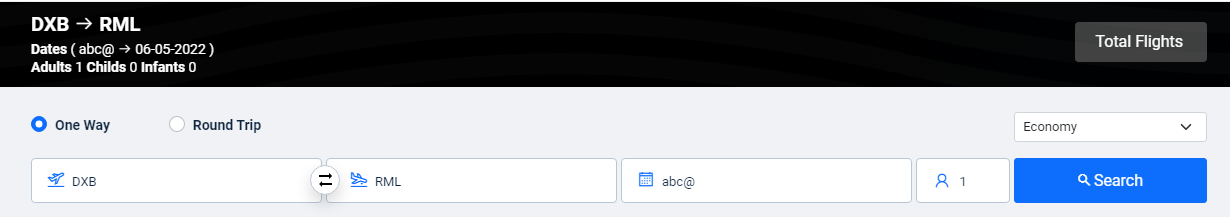 DXB → RML
Dates ( abc@ → 06-05-2022 )
Adults 1 Childs 0 Infants 0
Total Flights
One Way
Round Trip
Economy
DXB
RML
abc@
1
Search